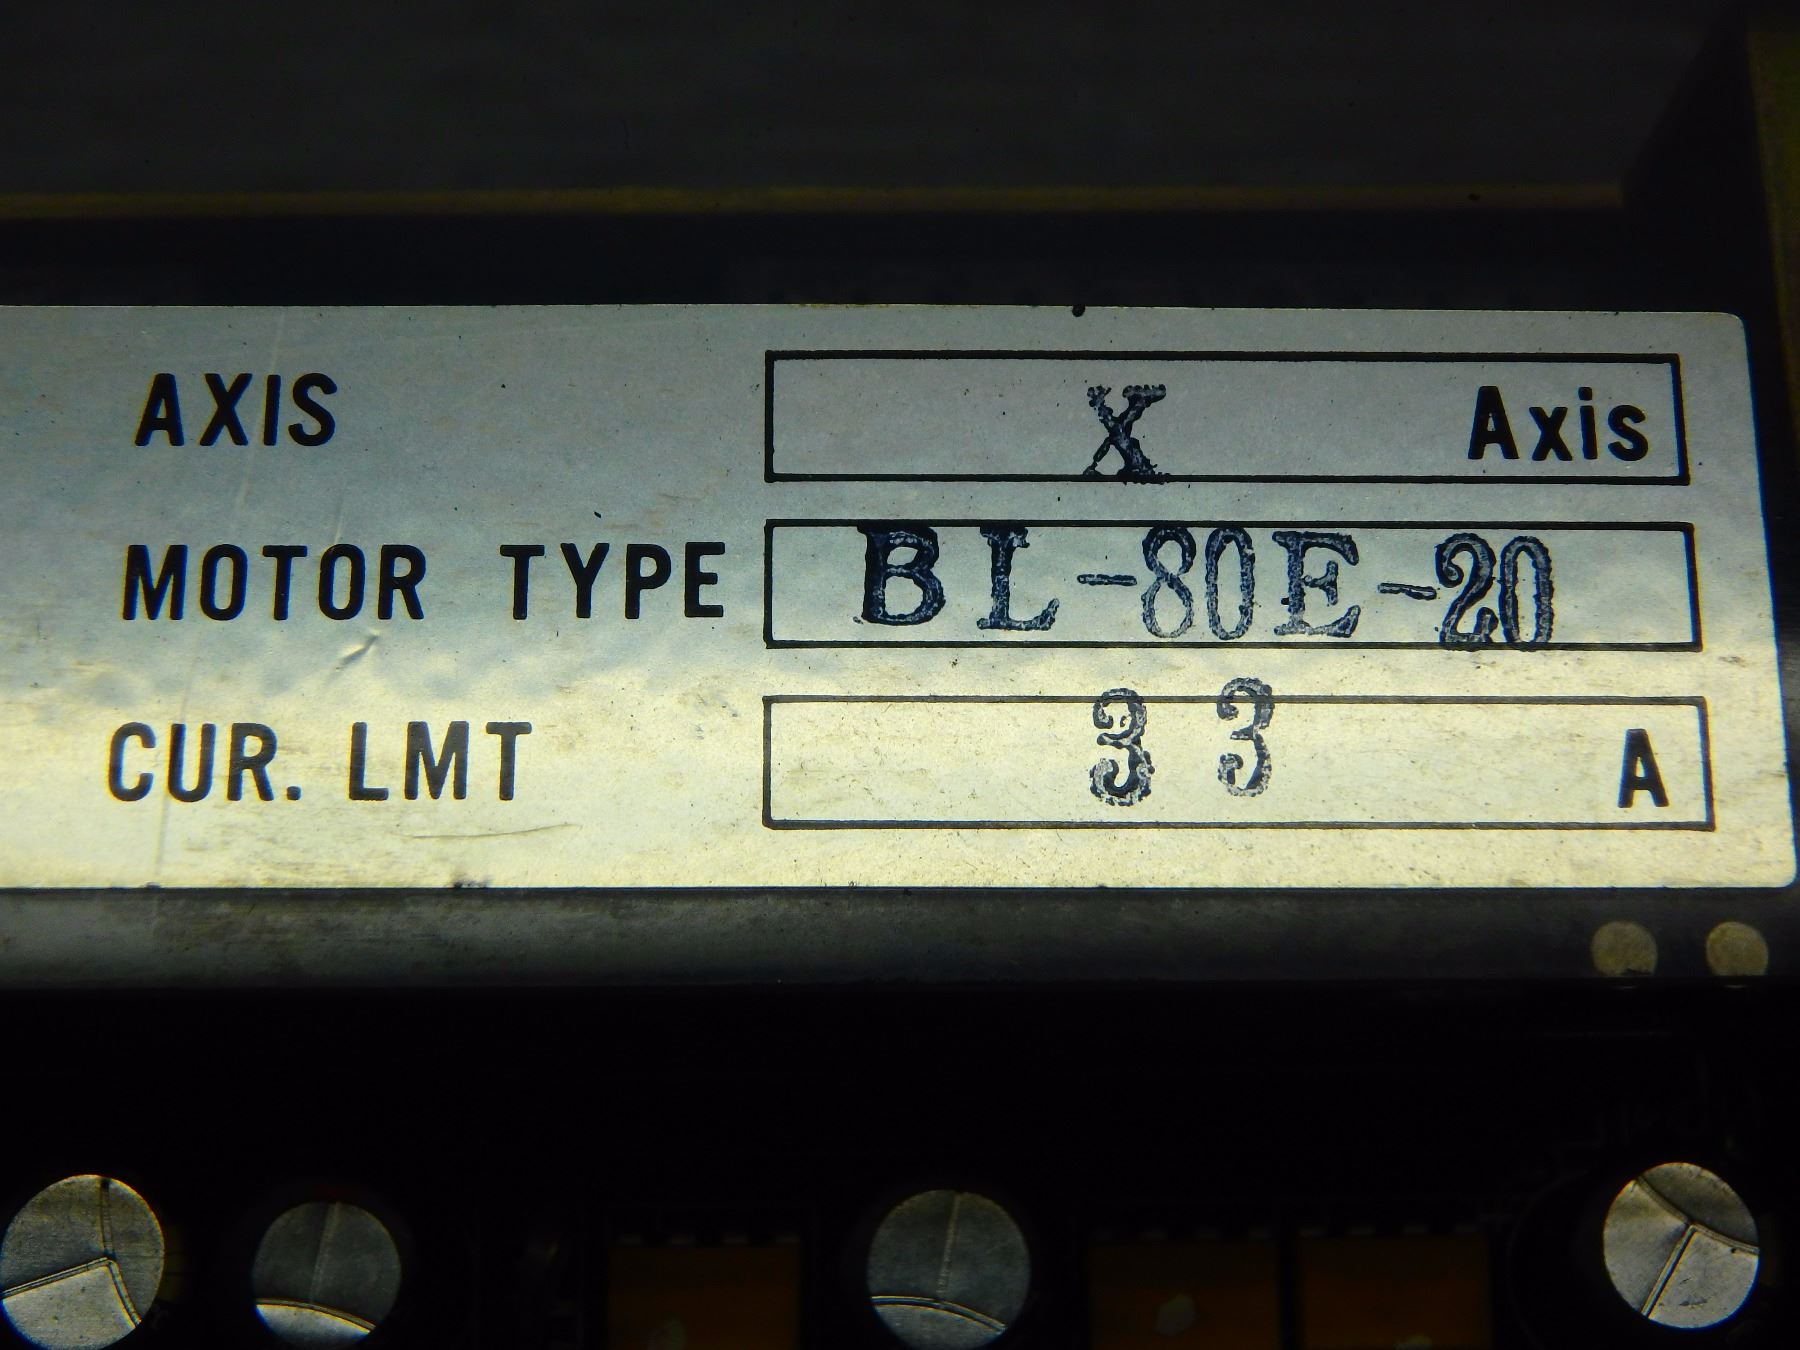 AXIS X Axis
MOTOR TYPE BL-80E-20
CUR. LMT 33 A